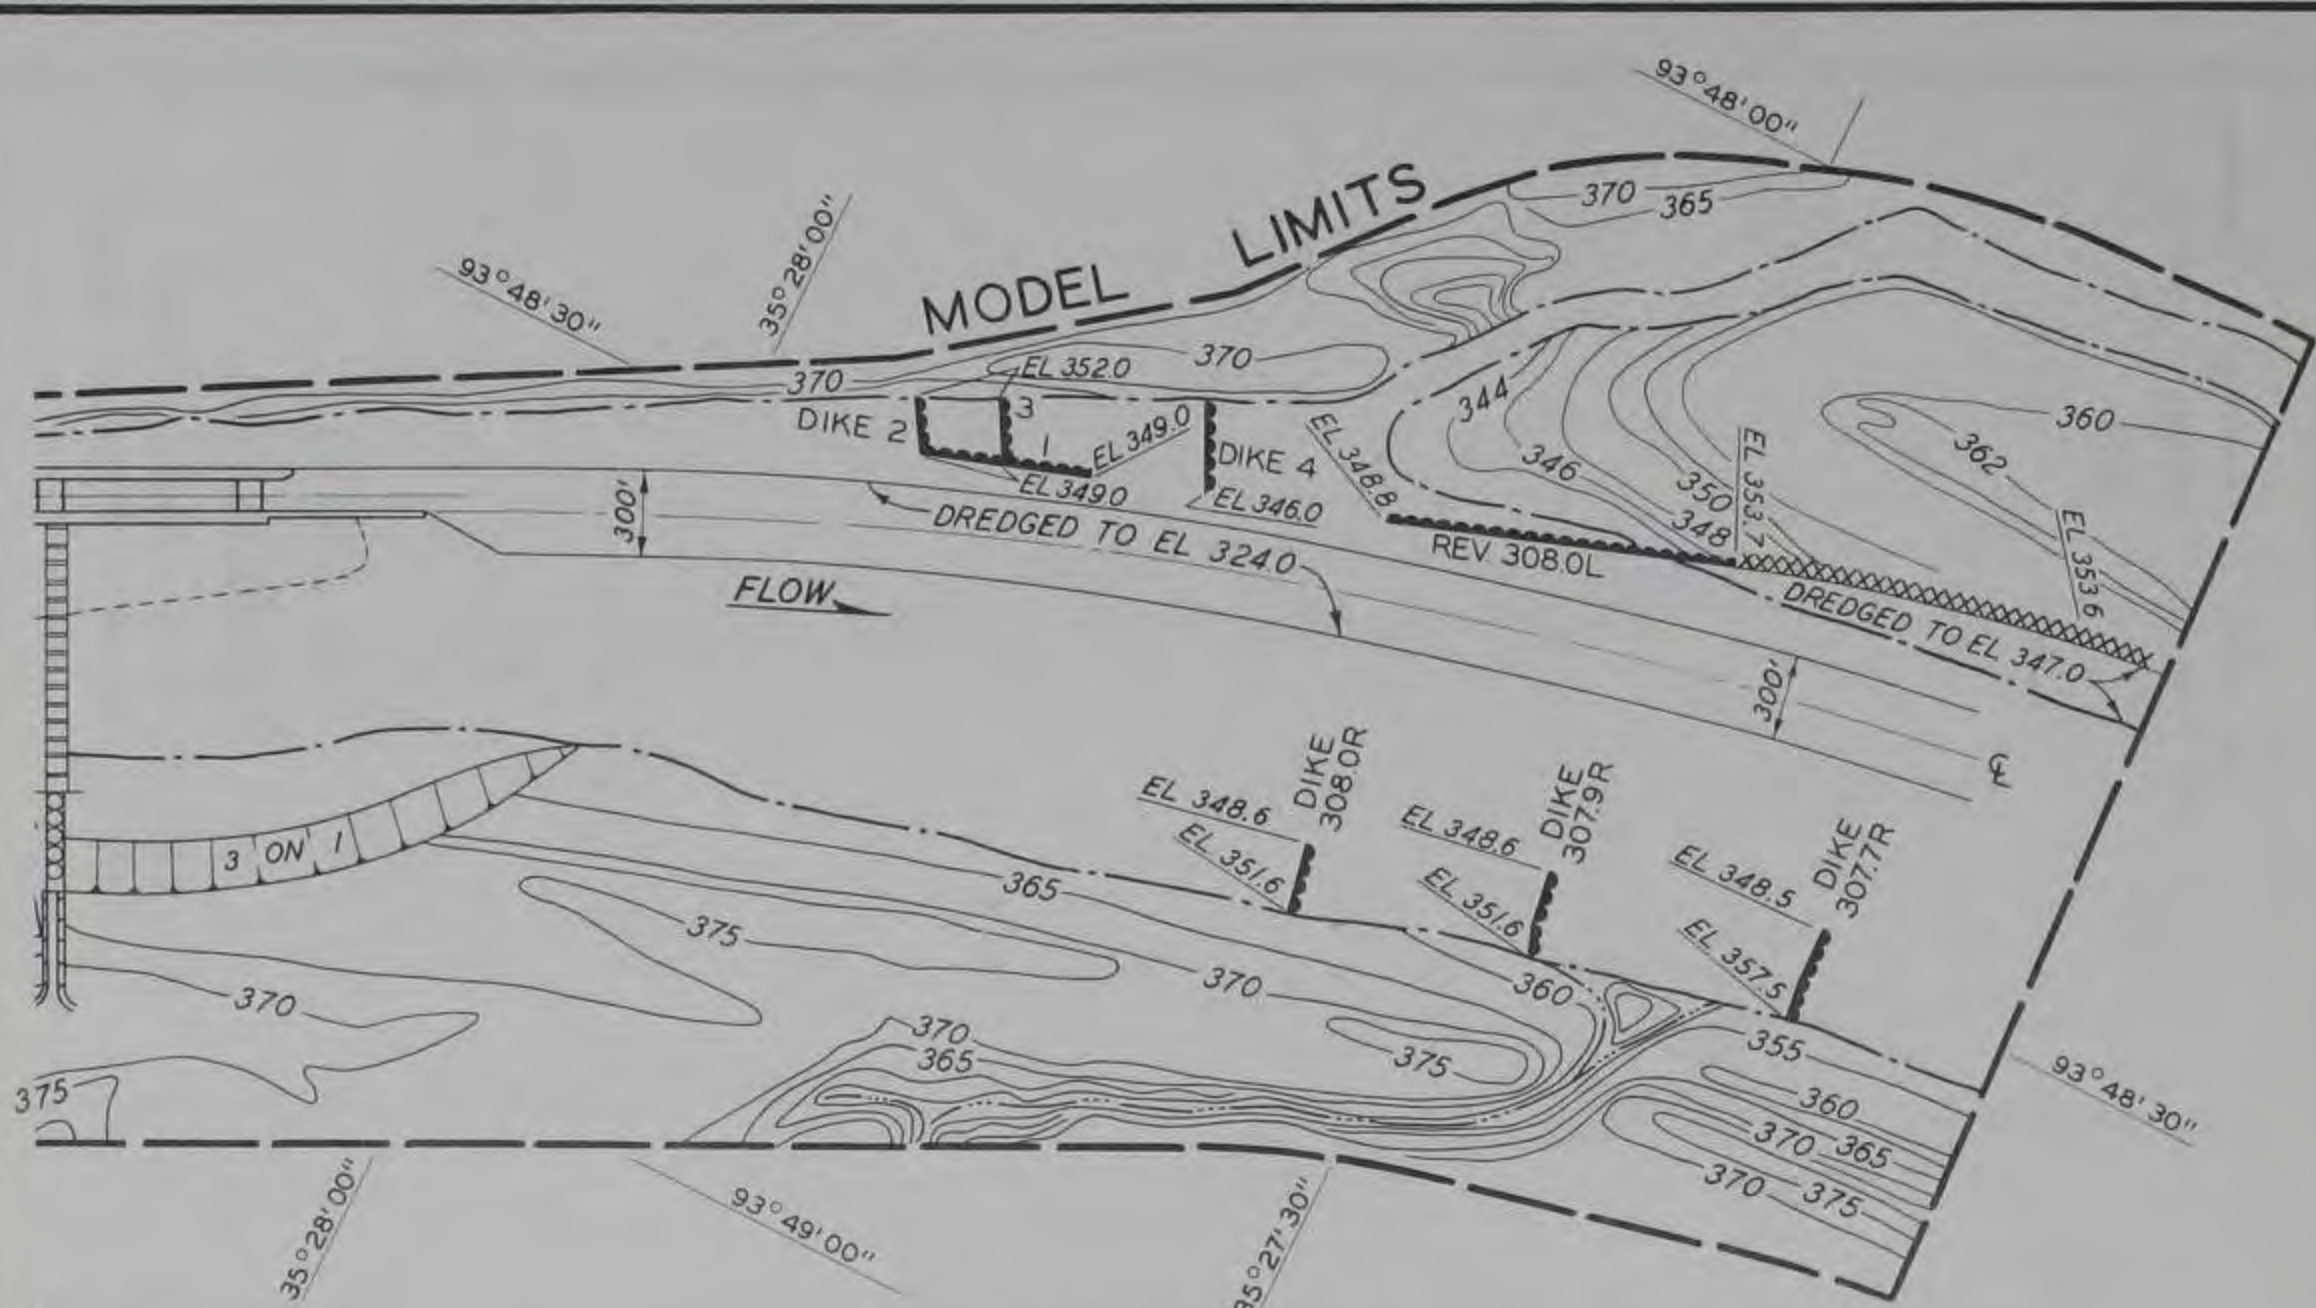 93°48'00"
370
365
35°28'00"
93°48'30"
MODEL LIMITS
370
EL 352.0
370
DIKE 2
3
1
EL 349.0
EL 349.0
DIKE 4
EL 346.0
EL 348.8
344
346
350
348
EL 353.7
360
362
EL 353.6
300'
DREDGED TO EL 324.0
REV. 308.0L
DREDGED TO EL 347.0
FLOW
300'
℄
DIKE
308.0R
EL 348.6
EL 351.6
DIKE
307.9R
EL 348.6
EL 351.6
DIKE
307.7R
EL 348.5
EL 357.5
3 ON 1
365
375
370
360
370
370
365
375
355
360
365
370
370
375
375
93°48'30"
35°28'00"
93°49'00"
35°27'30"